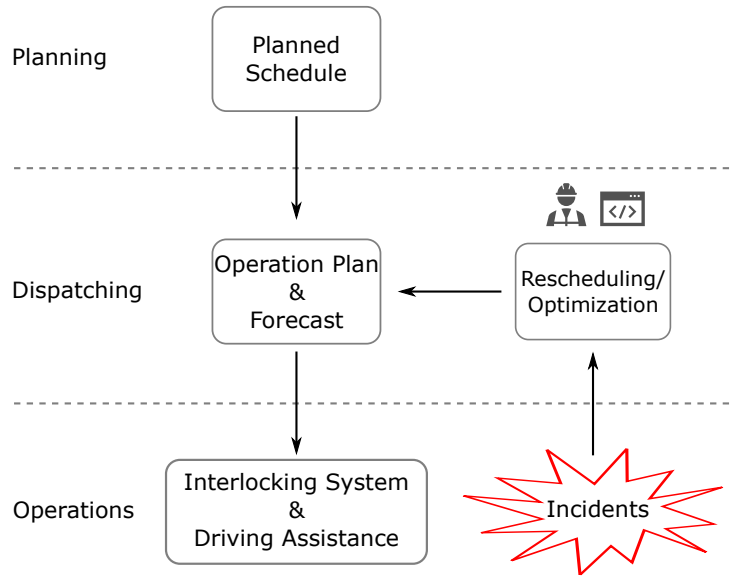 Planning
Planned
Schedule
Dispatching
Operation Plan
&
Forecast
</>
Rescheduling/
Optimization
Operations
Interlocking System
&
Driving Assistance
Incidents